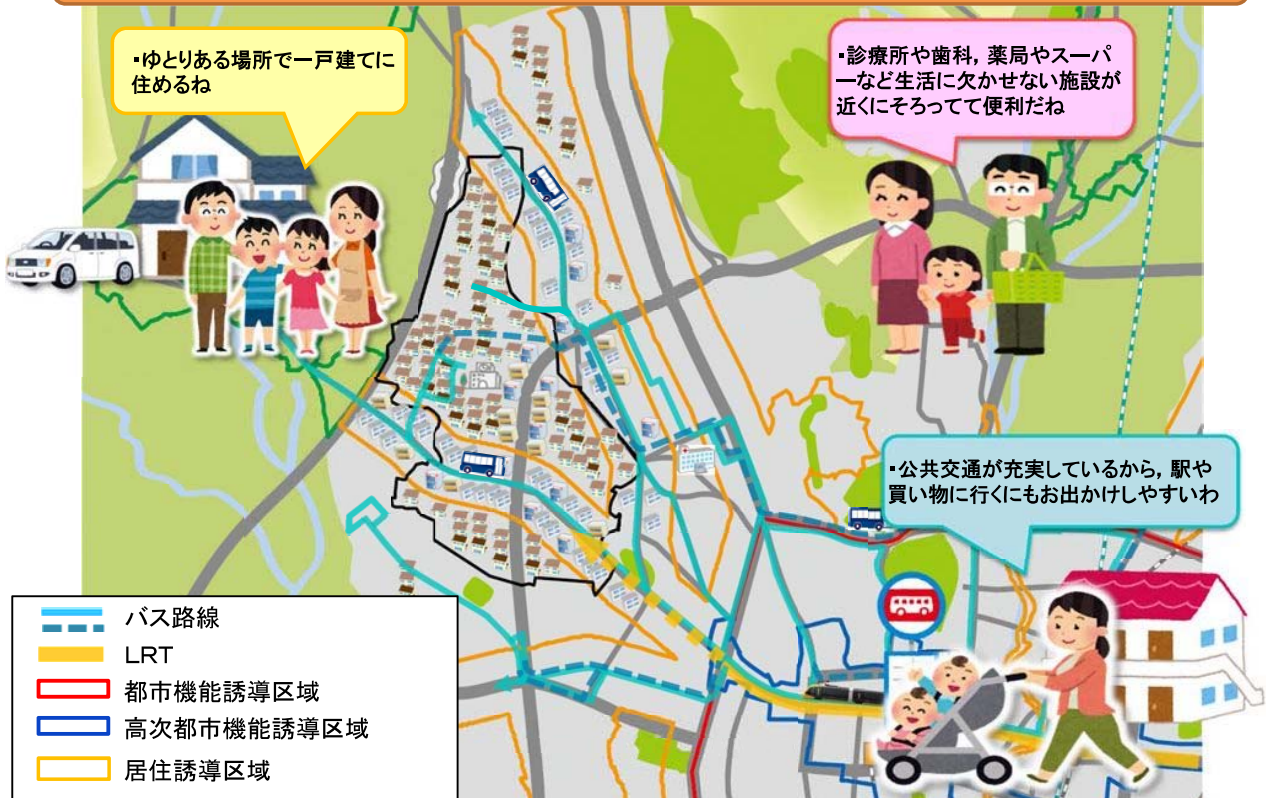 ・ゆとりある場所で一戸建てに
住めるね
・診療所や歯科，薬局やスーパ
ーなど生活に欠かせない施設が
近くにそろってて便利だね
・公共交通が充実しているから，駅や
買い物に行くにもお出かけしやすいわ
バス路線
ＬＲＴ
都市機能誘導区域
高次都市機能誘導区域
居住誘導区域